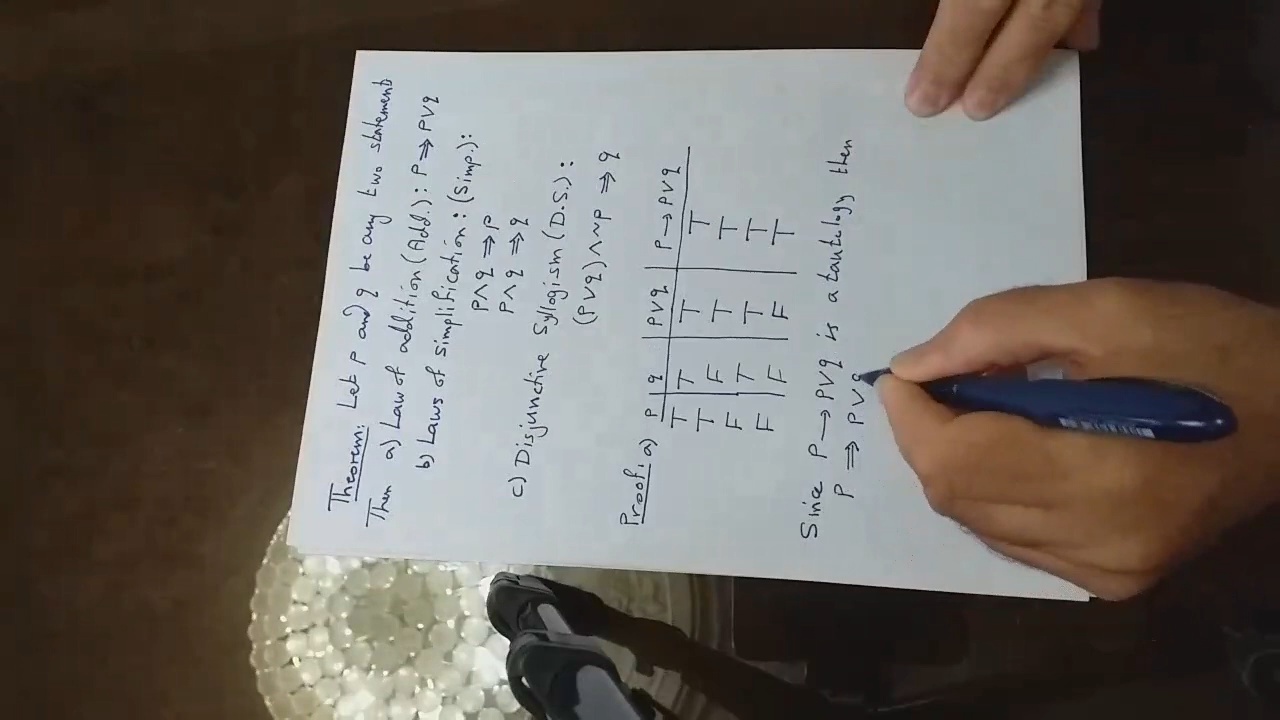 Theorem: Let p and q be any two statement
Then a) Law of addition (Add.): P ⇒ P∨q
b) Laws of simplification: (Simp.):
P∧q ⇒ p
P∧q ⇒ q
c) Disjunctive Syllogism (D.S.):
(P∨q) ∧ ~p ⇒ q
Proof: a) P | q | P∨q | P → P∨q
T | T | T | T
T | F | T | T
F | T | T | T
F | F | F | T
Since P → P∨q is a tautology then
P ⇒ P∨q